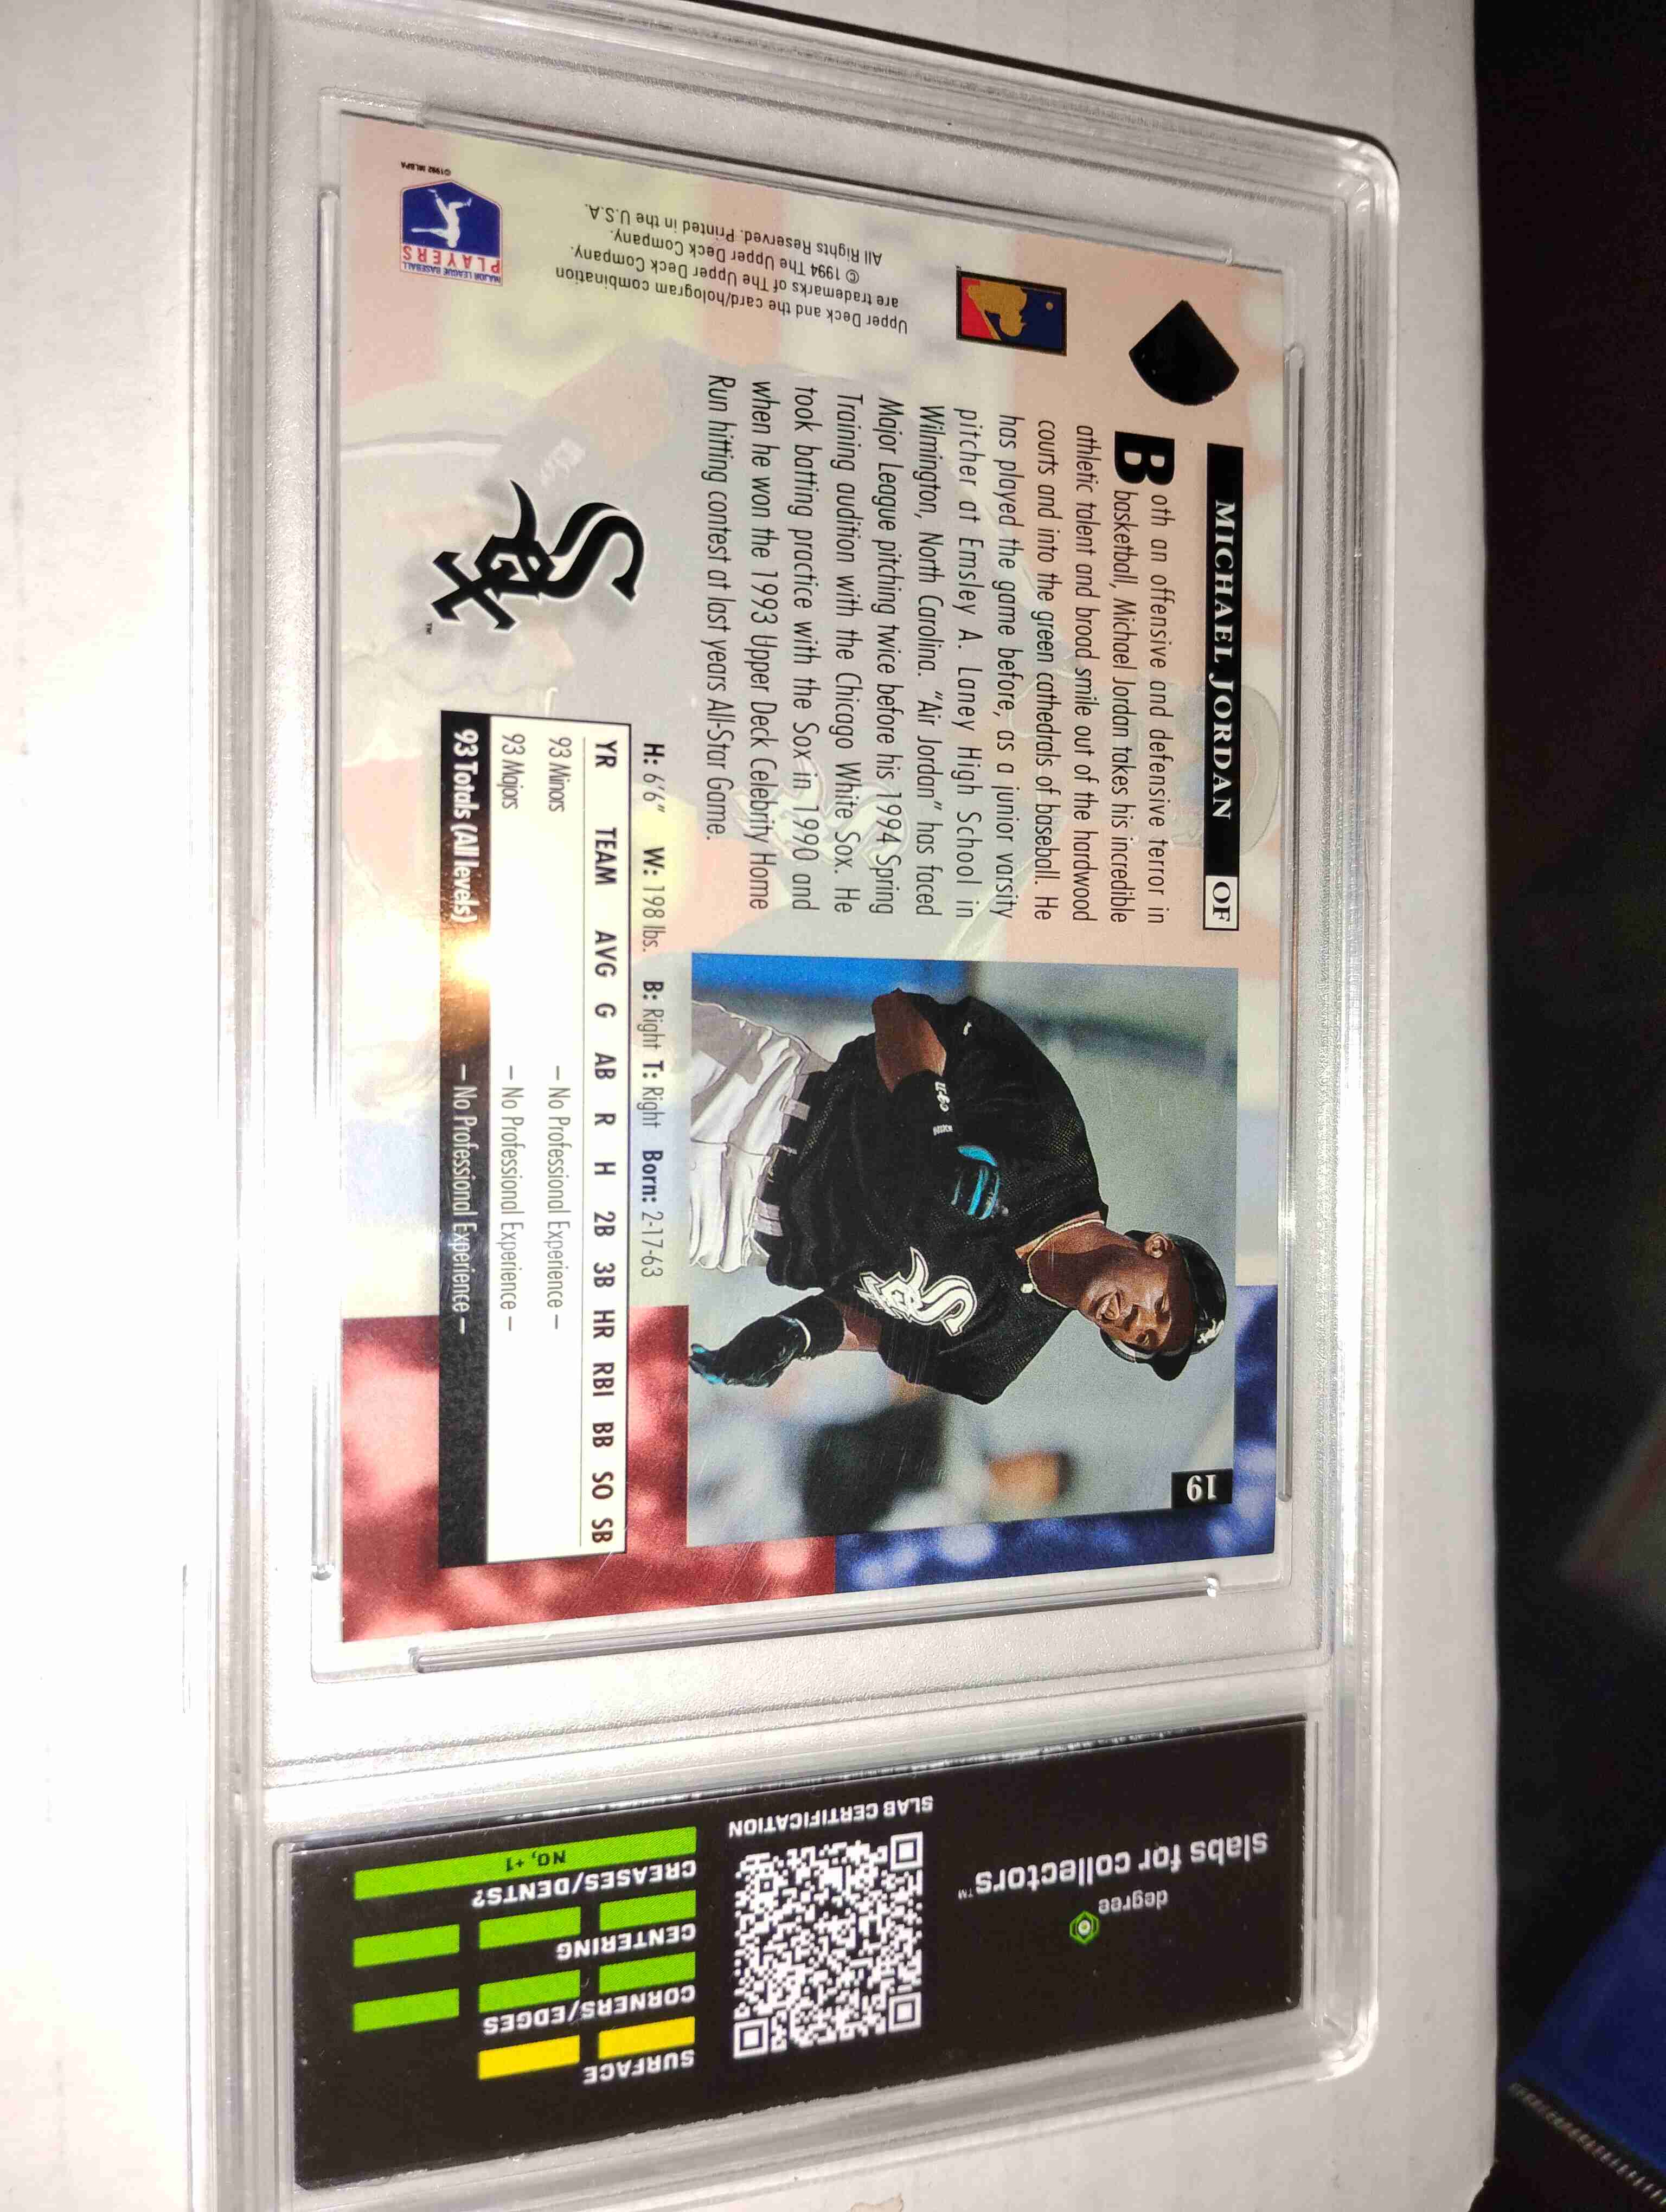 MICHAEL JORDAN OF
19
Both an offensive and defensive terror in
basketball, Michael Jordan takes his incredible
athletic talent and broad smile out of the hardwood
courts and into the green cathedrals of baseball. He
has played the game before, as a junior varsity
pitcher at Emsley A. Laney High School in
Wilmington, North Carolina. "Air Jordan" has faced
Major League pitching twice before his 1994 Spring
Training audition with the Chicago White Sox. He
took batting practice with the Sox in 1990 and
when he won the 1993 Upper Deck Celebrity Home
Run hitting contest at last years All-Star Game.
Sox
Sox
TM
H: 6'6" W: 198 lbs. B: Right T: Right Born: 2-17-63
YR TEAM AVG G AB R H 2B 3B HR RBI BB SO SB
93 Minors – No Professional Experience –
93 Majors – No Professional Experience –
93 Totals (All levels) – No Professional Experience –
Upper Deck and the card/hologram combination
are trademarks of The Upper Deck Company.
© 1994 The Upper Deck Company.
All Rights Reserved. Printed in the U.S.A.
MAJOR LEAGUE BASEBALL
PLAYERS
©1992 MLBPA
degree
slabs for collectors™
SLAB CERTIFICATION
SURFACE
CORNERS/EDGES
CENTERING
CREASES/DENTS?
NO, +1